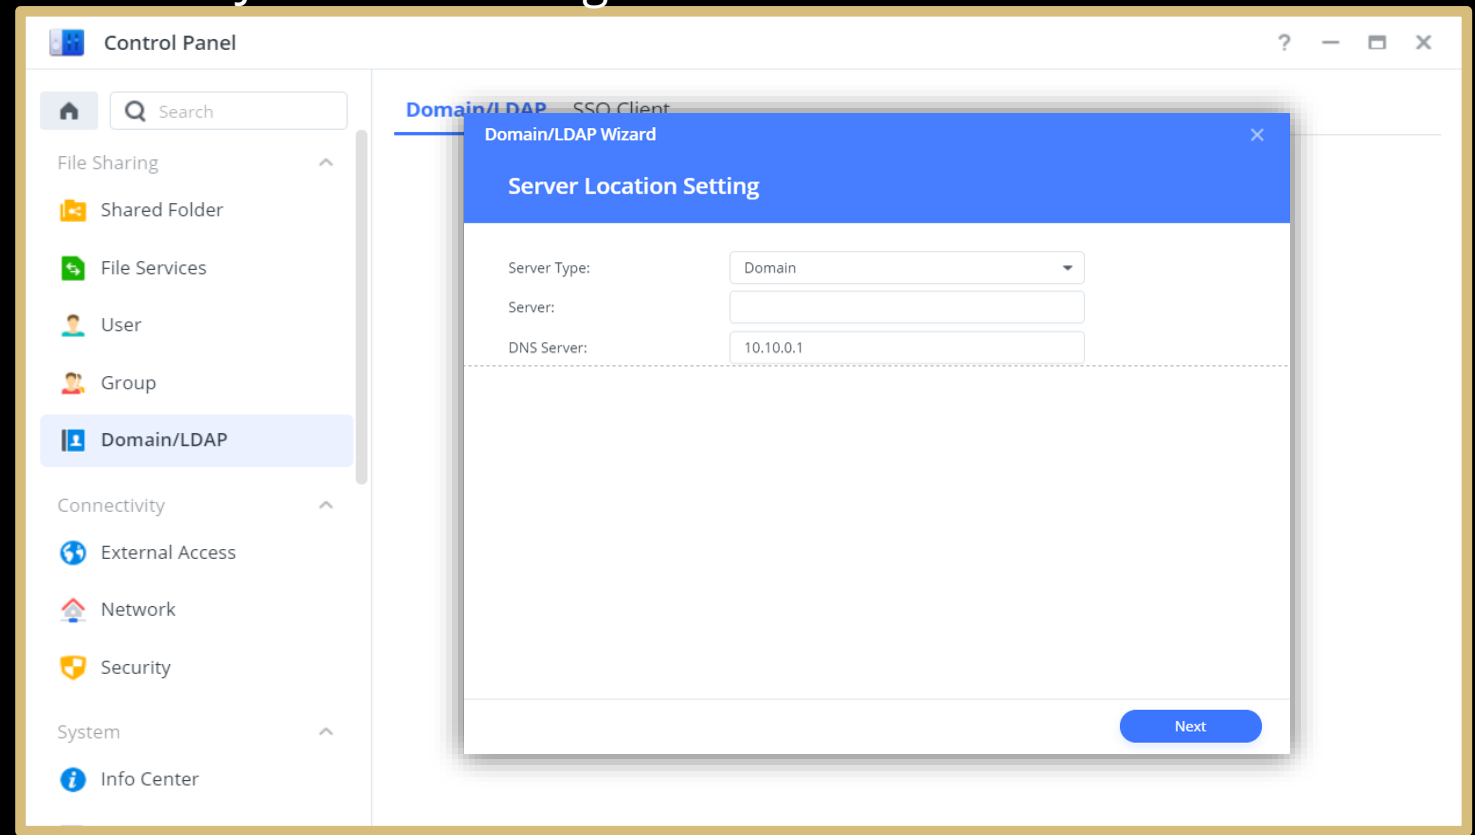 Control Panel
Search
File Sharing
Shared Folder
File Services
User
Group
Domain/LDAP
Connectivity
External Access
Network
Security
System
Info Center
Domain/LDAP SSO Client
Domain/LDAP Wizard
Server Location Setting
Server Type: Domain
Server:
DNS Server: 10.10.0.1
Next